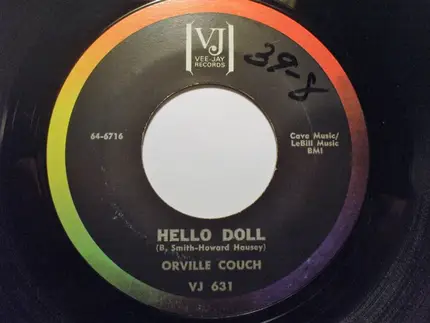 VJ
VEE-JAY
RECORDS
39-8
64-6716
Cave Music/
LeBill Music
BMI
HELLO DOLL
(B. Smith-Howard Housey)
ORVILLE COUCH
VJ 631